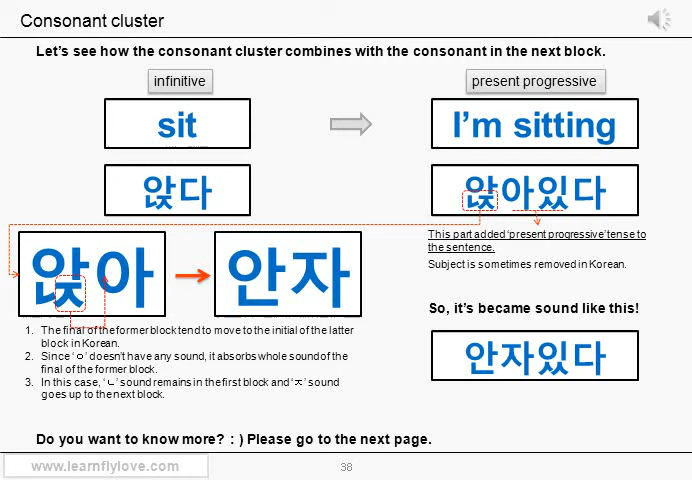 Consonant cluster
Let's see how the consonant cluster combines with the consonant in the next block.
infinitive
present progressive
sit
I'm sitting
앉다
앉아있다
This part added 'present progressive' tense to
the sentence.
Subject is sometimes removed in Korean.
앉아
안자
1. The final of the former block tend to move to the initial of the latter
block in Korean.
2. Since 'ㅇ' doesn't have any sound, it absorbs whole sound of the
final of the former block.
3. In this case, 'ㄴ' sound remains in the first block and 'ㅈ' sound
goes up to the next block.
So, it's became sound like this!
안자있다
Do you want to know more? : ) Please go to the next page.
www.learnflylove.com
38